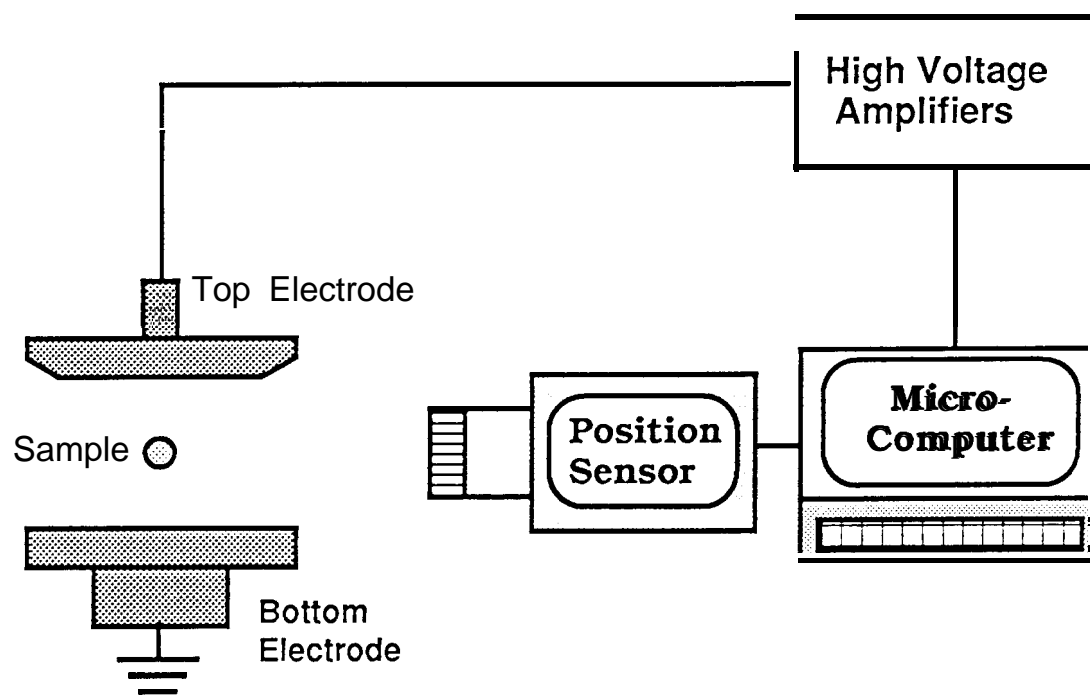 High Voltage
Amplifiers
Top Electrode
Sample
Position
Sensor
Micro-
Computer
Bottom
Electrode